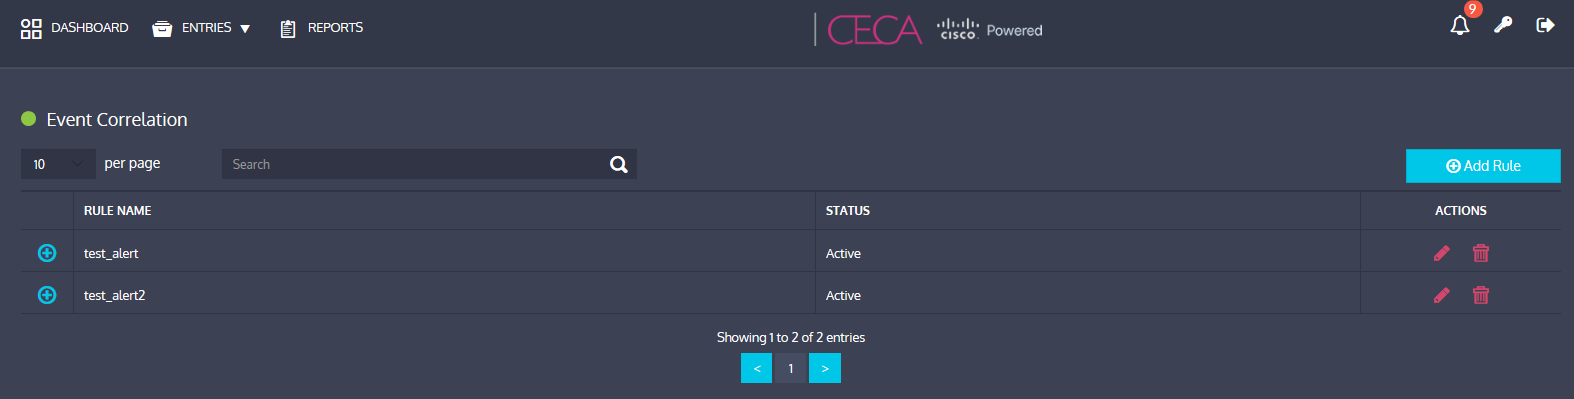 DASHBOARD ENTRIES REPORTS CECA cisco Powered 9
Event Correlation
10 per page Search Add Rule
RULE NAME STATUS ACTIONS
test_alert Active
test_alert2 Active
Showing 1 to 2 of 2 entries
< 1 >